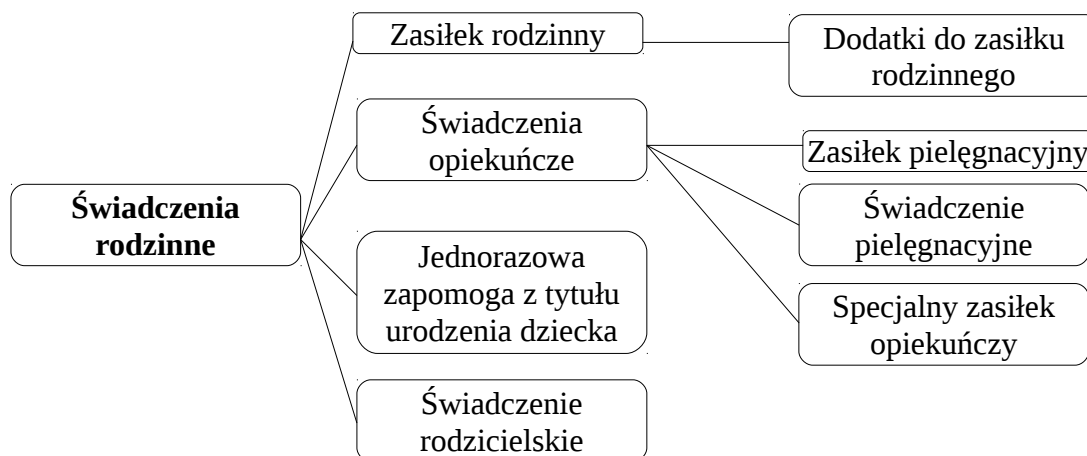 Świadczenia
rodzinne
Zasiłek rodzinny
Świadczenia
opiekuńcze
Jednorazowa
zapomoga z tytułu
urodzenia dziecka
Świadczenie
rodzicielskie
Dodatki do zasiłku
rodzinnego
Zasiłek pielęgnacyjny
Świadczenie
pielęgnacyjne
Specjalny zasiłek
opiekuńczy